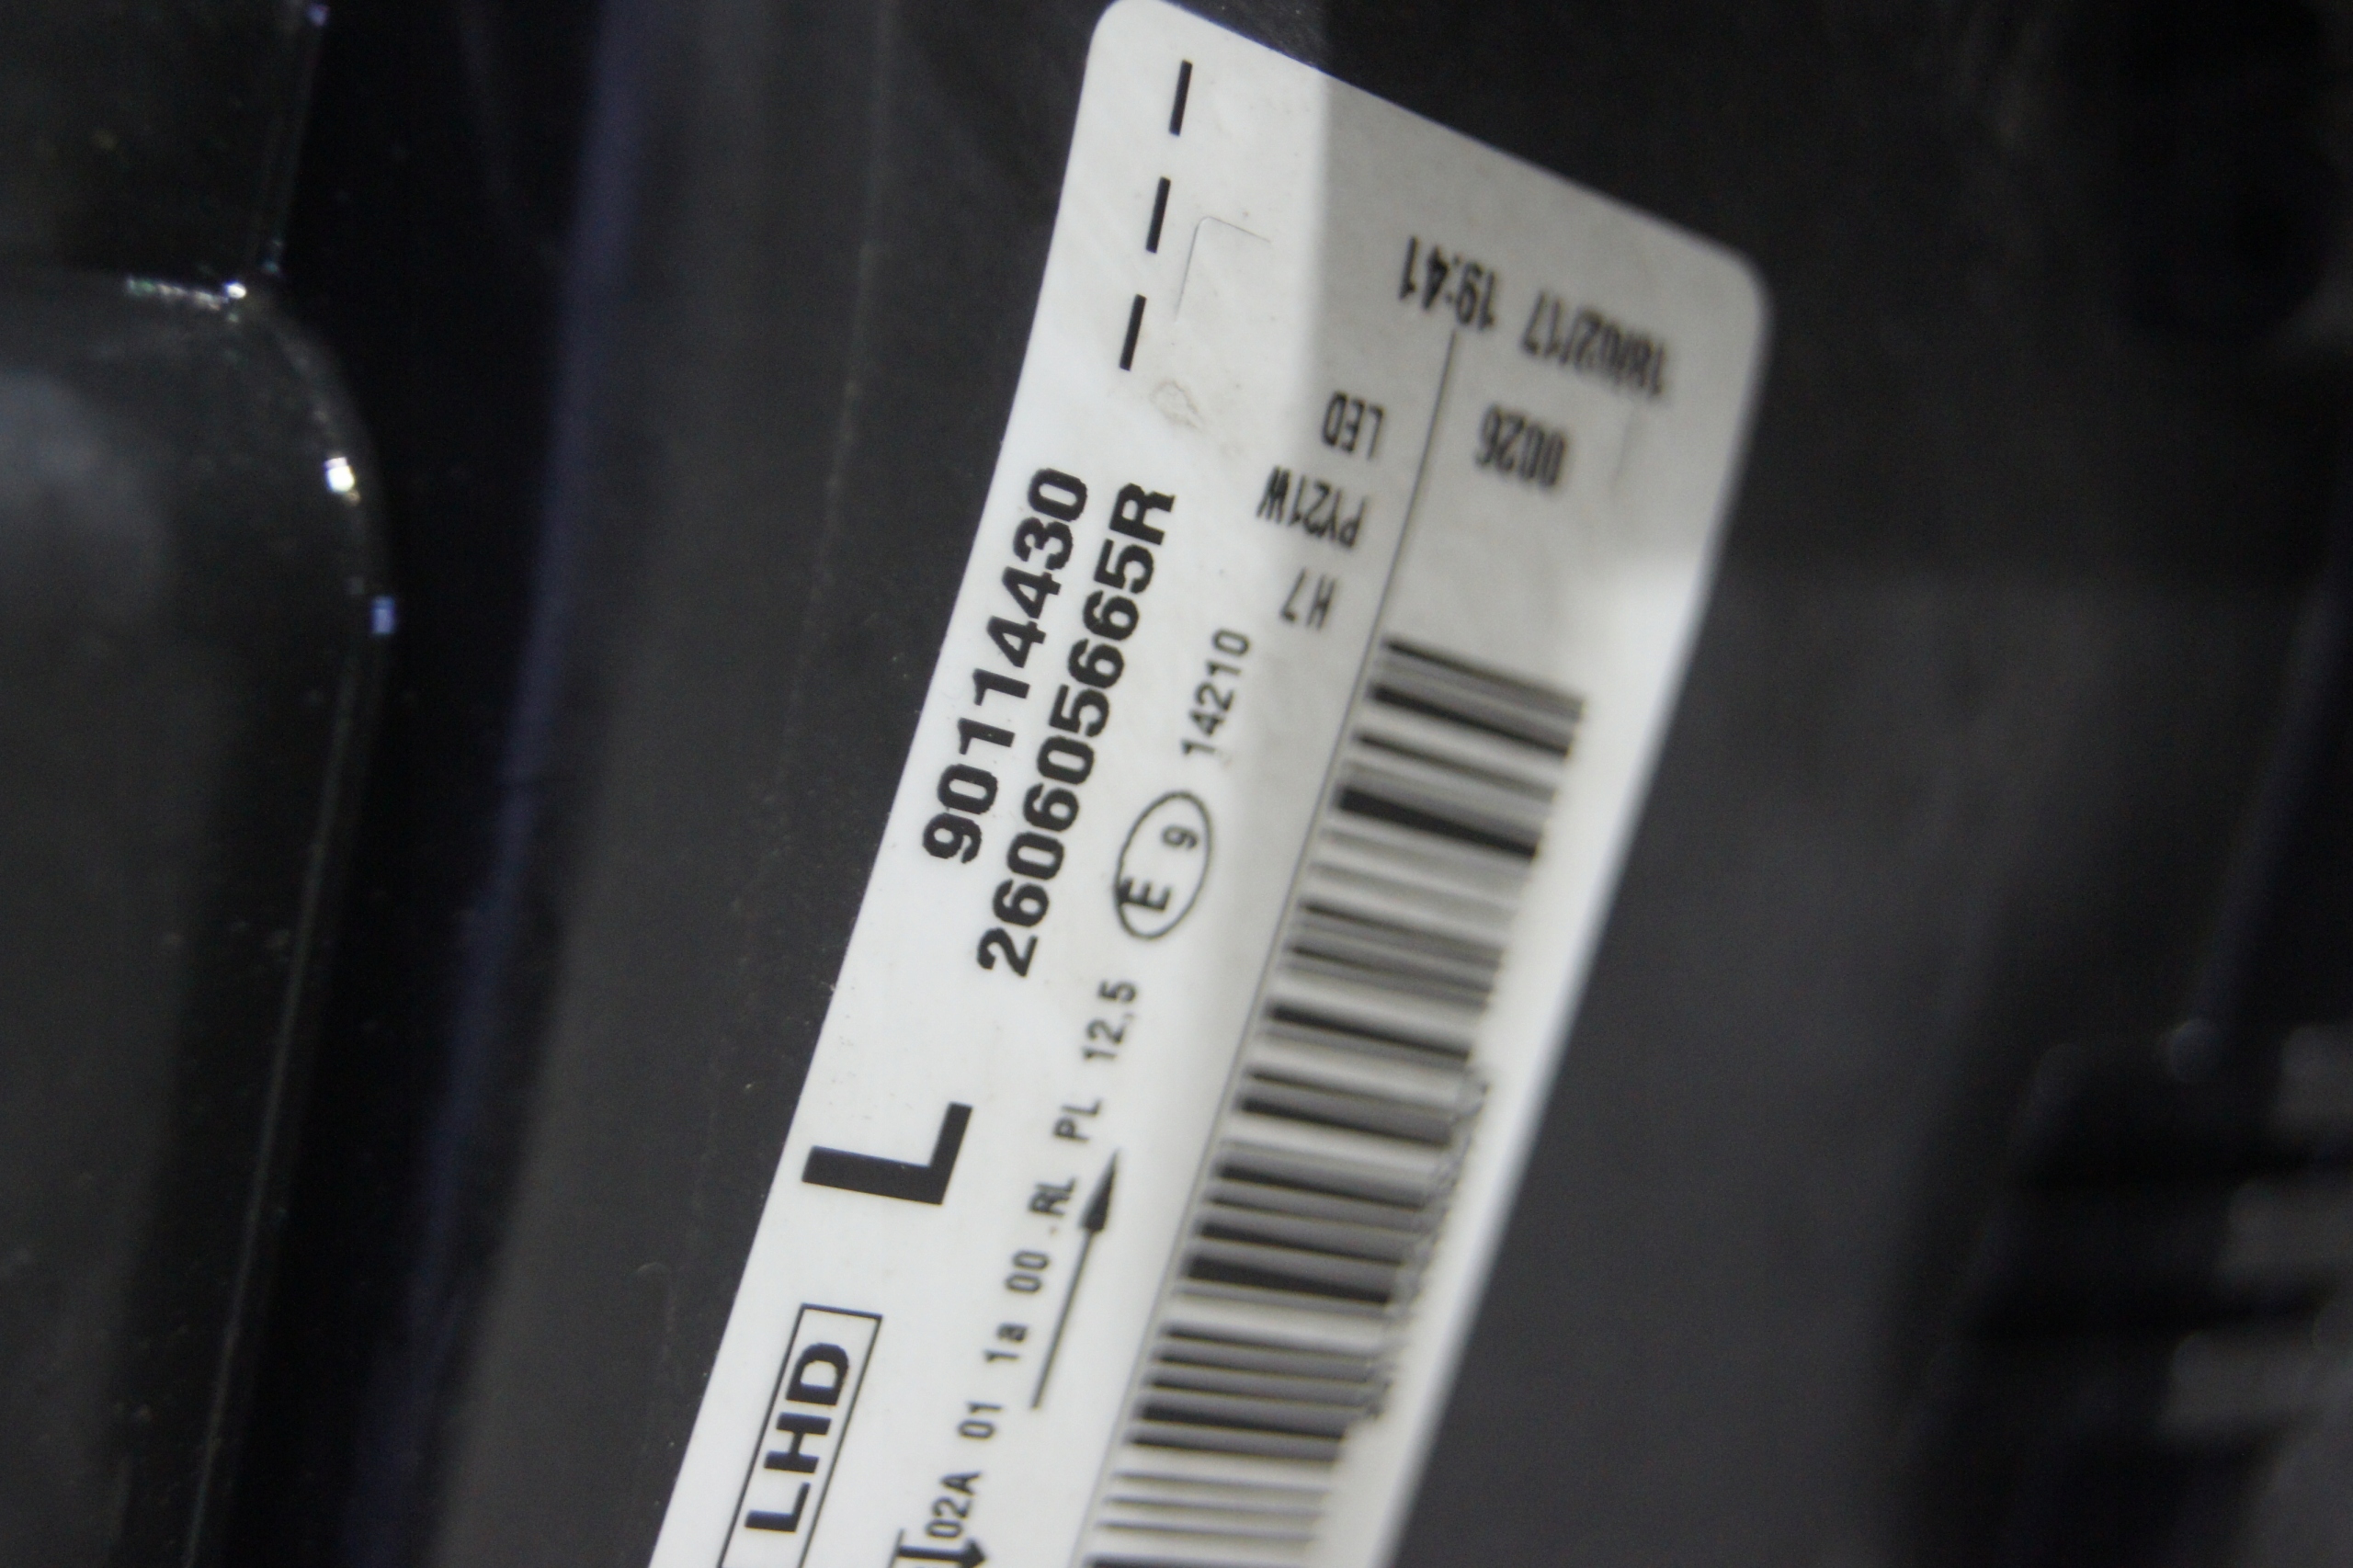 90114430
L 260605665R
LHD
E 9 14210
02A 01 1a 00 RL PL 12.5
H7 PY21W LED
0026
18/02/17 19:41